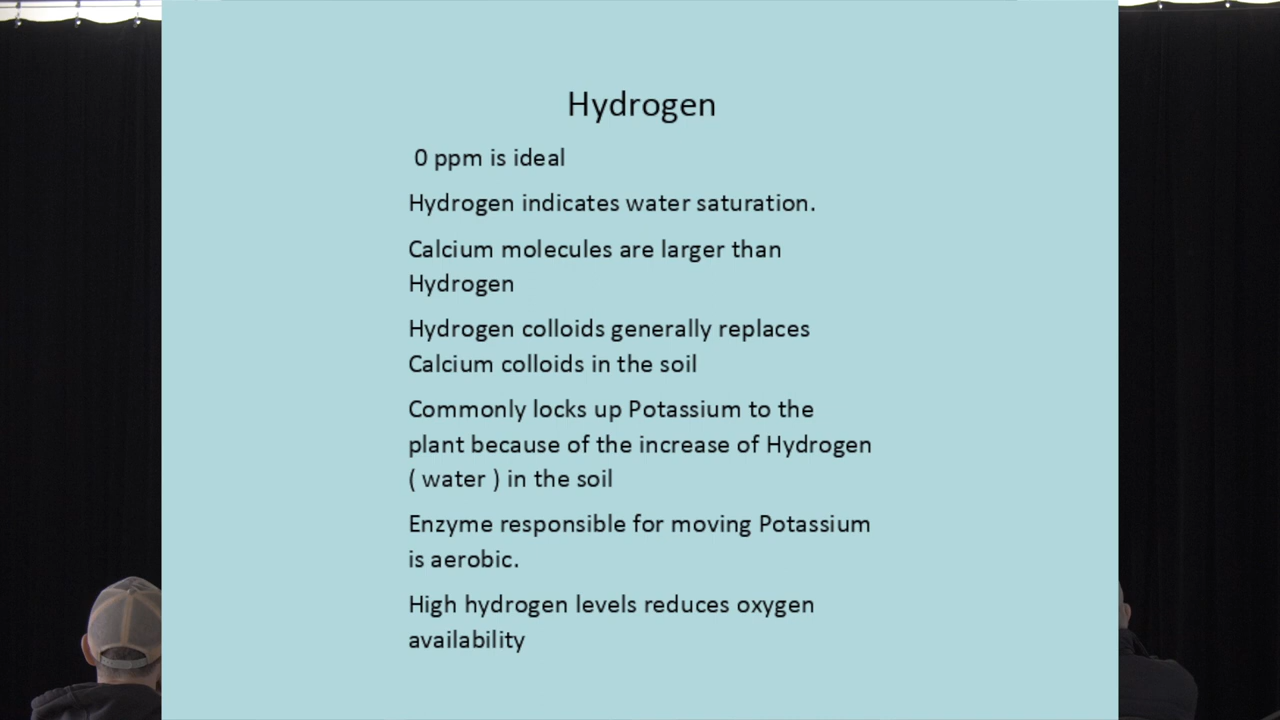 Hydrogen
0 ppm is ideal
Hydrogen indicates water saturation.
Calcium molecules are larger than
Hydrogen
Hydrogen colloids generally replaces
Calcium colloids in the soil
Commonly locks up Potassium to the
plant because of the increase of Hydrogen
( water ) in the soil
Enzyme responsible for moving Potassium
is aerobic.
High hydrogen levels reduces oxygen
availability